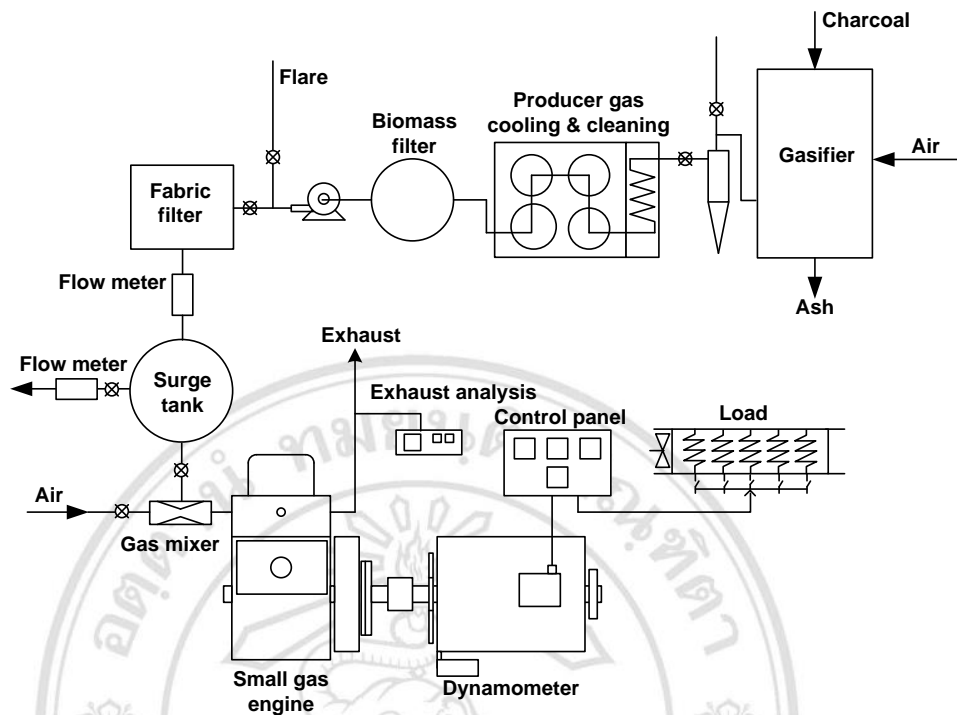 Charcoal
Flare
Producer gas
cooling & cleaning
Biomass
filter
Gasifier
Air
Fabric
filter
Flow meter
Ash
Exhaust
Flow meter
Surge
tank
Exhaust analysis
Control panel
Load
Air
Gas mixer
Small gas
engine
Dynamometer